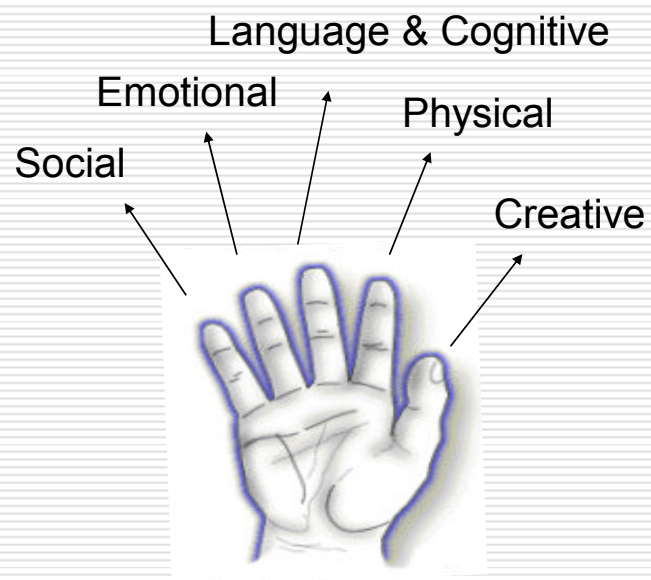 Language & Cognitive
Emotional
Physical
Social
Creative